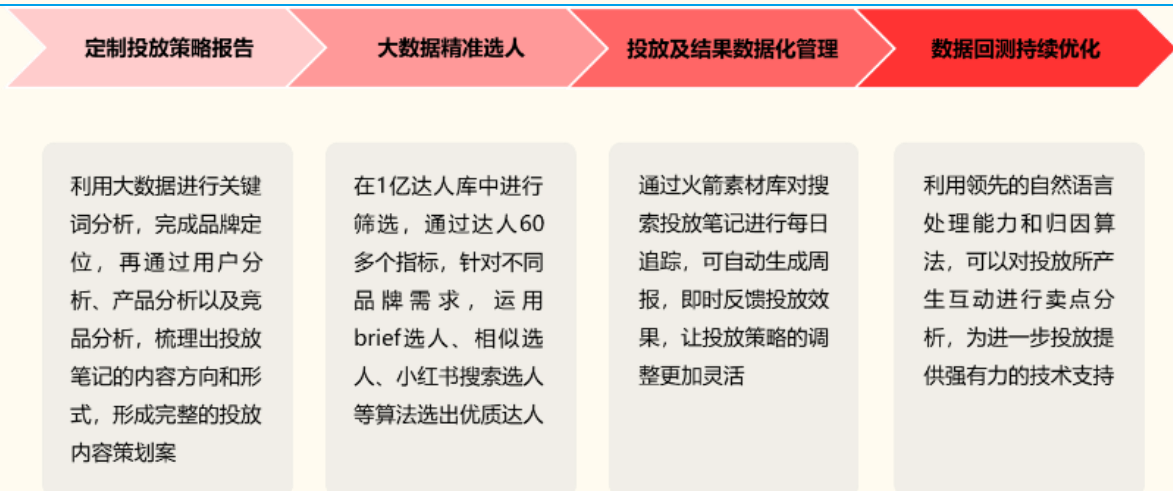 定制投放策略报告
大数据精准选人
投放及结果数据化管理
数据回测持续优化
利用大数据进行关键
词分析，完成品牌定
位，再通过用户分
析、产品分析以及竞
品分析，梳理出投放
笔记的内容方向和形
式，形成完整的投放
内容策划案
在1亿达人库中进行
筛选，通过达人60
多个指标，针对不同
品牌需求，运用
brief选人、相似选
人、小红书搜索选人
等算法选出优质达人
通过火箭素材库对搜
索投放笔记进行每日
追踪，可自动生成周
报，即时反馈投放效
果，让投放策略的调
整更加灵活
利用领先的自然语言
处理能力和归因算
法，可以对投放所产
生互动进行卖点分
析，为进一步投放提
供强有力的技术支持